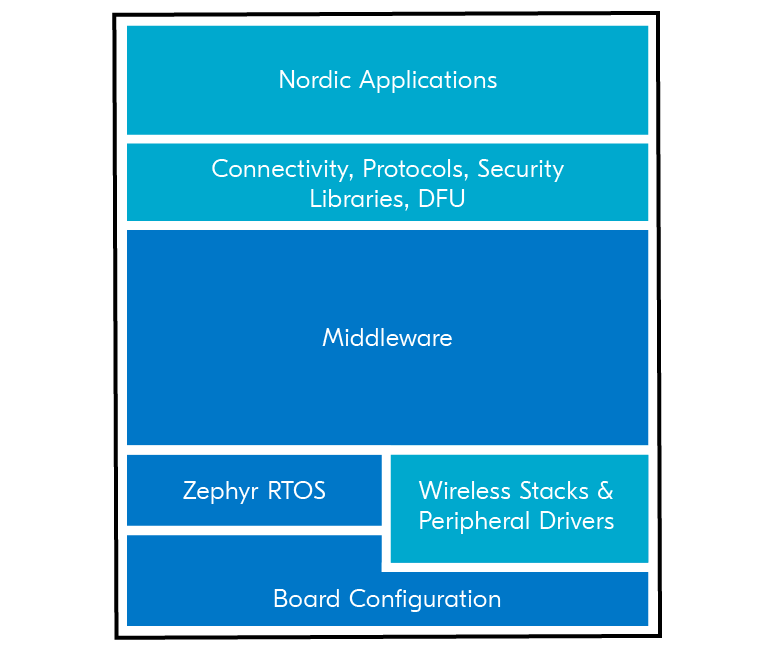 Nordic Applications
Connectivity, Protocols, Security
Libraries, DFU
Middleware
Zephyr RTOS
Wireless Stacks &
Peripheral Drivers
Board Configuration